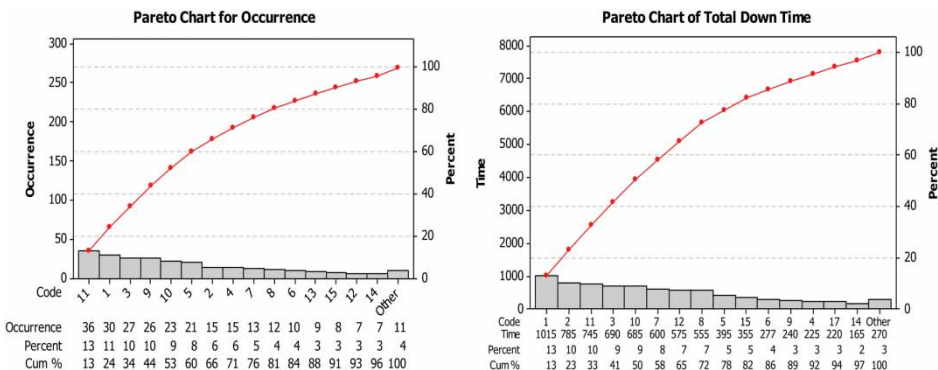 Pareto Chart for Occurrence
300
250
200
150
100
50
0
Occurrence
100
80
60
40
20
0
Percent
Code 11 1 3 9 10 5 2 4 7 8 6 13 15 12 14 Other
Occurrence 36 30 27 26 23 21 15 15 13 12 10 9 8 7 7 11
Percent 13 11 10 10 9 8 6 6 5 4 4 3 3 3 3 4
Cum % 13 24 34 44 53 60 66 71 76 81 84 88 91 93 96 100
Pareto Chart of Total Down Time
8000
7000
6000
5000
4000
3000
2000
1000
0
Time
100
80
60
40
20
0
Percent
Code 1 2 11 3 10 7 12 8 5 15 6 9 4 17 14 Other
Time 1015 785 745 690 685 600 575 555 395 355 277 240 225 220 165 270
Percent 13 10 10 9 9 8 7 7 5 5 4 3 3 3 2 3
Cum % 13 23 33 41 50 58 65 72 78 82 86 89 92 94 97 100